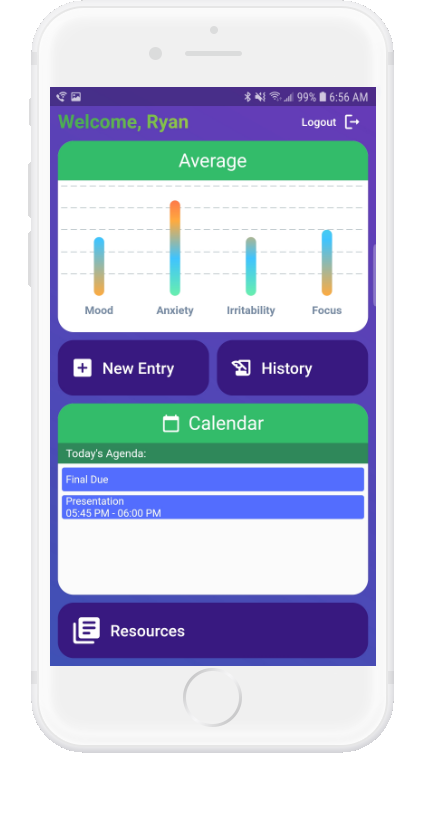 99% 6:56 AM
Welcome, Ryan
Logout
Average
Mood Anxiety Irritability Focus
New Entry
History
Calendar
Today's Agenda:
Final Due
Presentation
05:45 PM - 06:00 PM
Resources